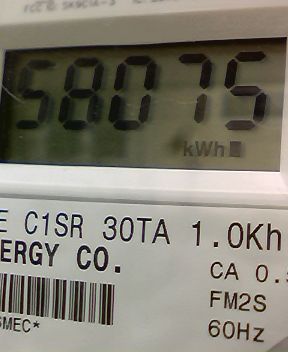 58075
kWh
E C1SR 30TA 1.0Kh
ERGY CO.
CA 0.
FM2S
60Hz
SMEC*